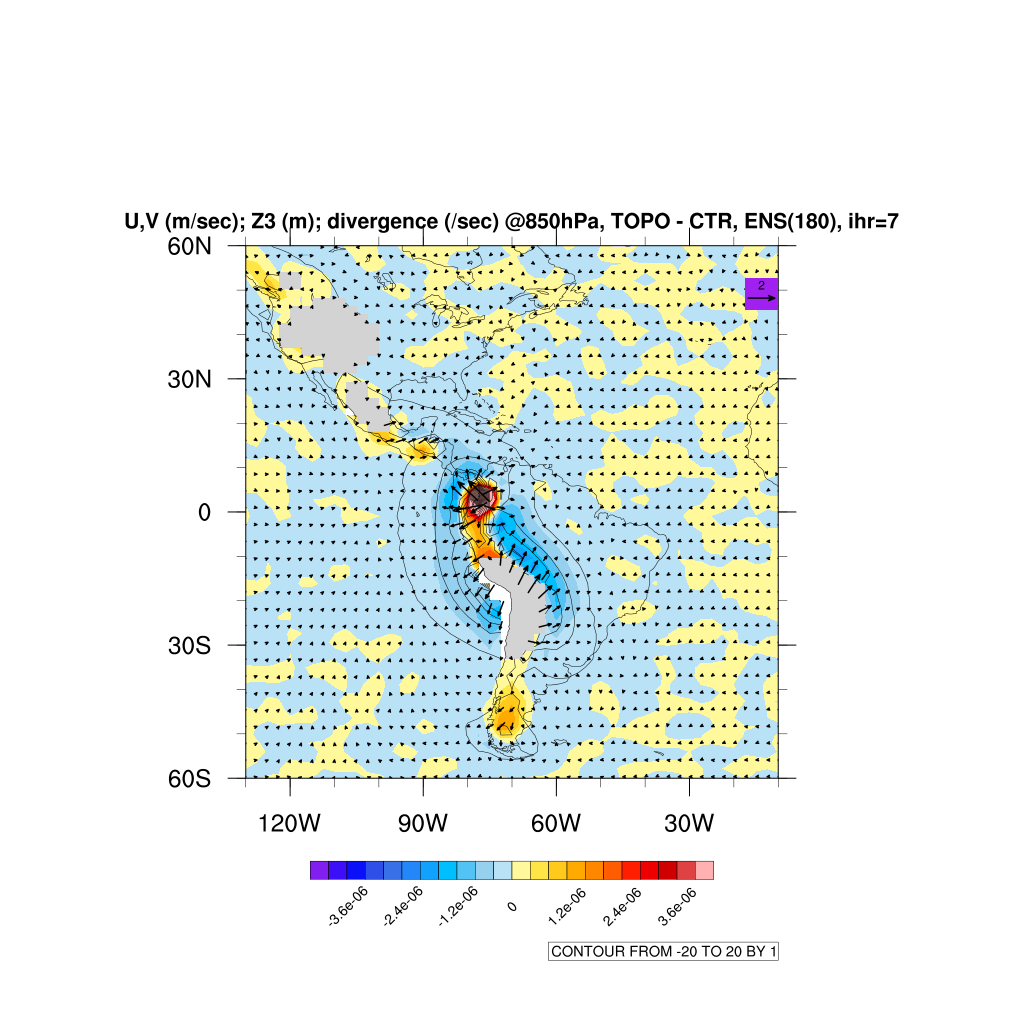 U,V (m/sec); Z3 (m); divergence (/sec) @850hPa, TOPO - CTR, ENS(180), ihr=7
60N
2
30N
0
30S
60S
120W 90W 60W 30W
-3.6e-06 -2.4e-06 -1.2e-06 0 1.2e-06 2.4e-06 3.6e-06
CONTOUR FROM -20 TO 20 BY 1